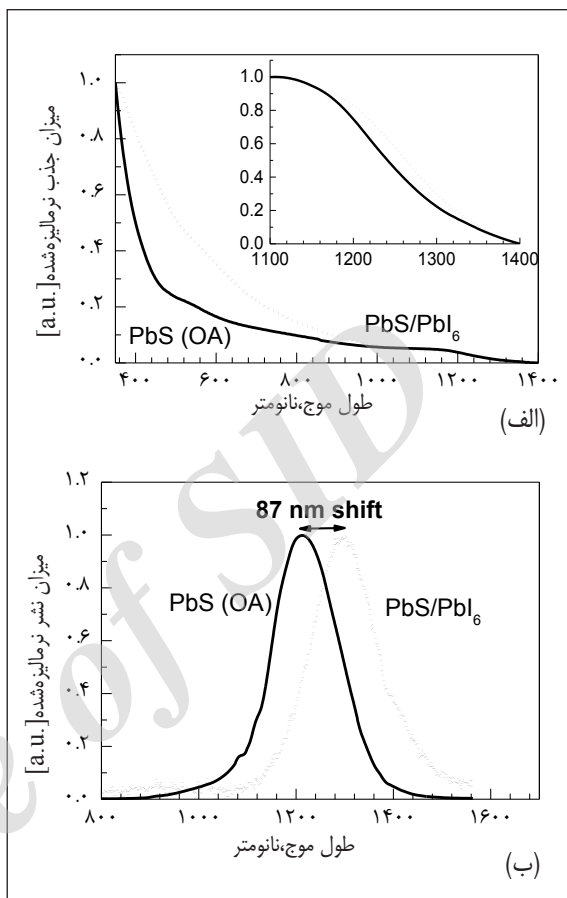 میزان جذب نرمالیزه‌شده[a.u.]
۱.۰
۰.۸
۰.۶
۰.۴
۰.۲
۰.۰
1.0
0.8
0.6
0.4
0.2
0.0
1100 1200 1300 1400
PbS (OA)
PbS/PbI6
۴۰۰ ۶۰۰ ۸۰۰ ۱۰۰۰ ۱۲۰۰ ۱۴۰۰
طول موج,نانومتر
(الف)
میزان نشر نرمالیزه‌شده[a.u.]
۱.۲
۱.۰
۰.۸
۰.۶
۰.۴
۰.۲
۰.۰
87 nm shift
PbS (OA)
PbS/PbI6
۸۰۰ ۱۰۰۰ ۱۲۰۰ ۱۴۰۰ ۱۶۰۰
طول موج,نانومتر
(ب)
e of SID